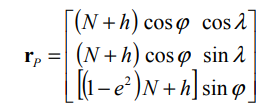 (N + h) cos φ cos λ
r_P = (N + h) cos φ sin λ
[(1 − e²)N + h] sin φ